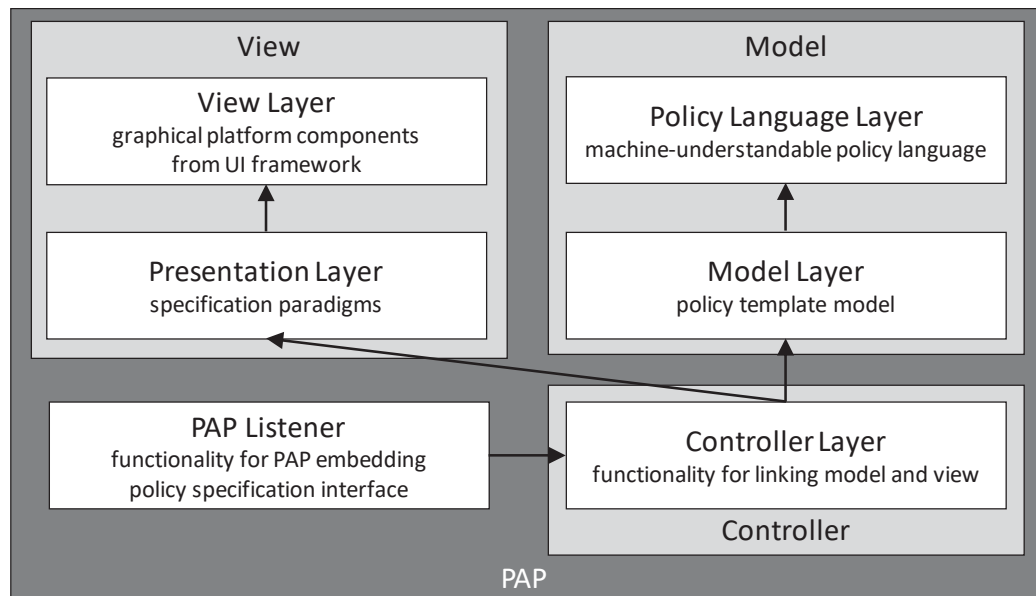 View
View Layer
graphical platform components
from UI framework
Presentation Layer
specification paradigms
Model
Policy Language Layer
machine-understandable policy language
Model Layer
policy template model
PAP Listener
functionality for PAP embedding
policy specification interface
Controller Layer
functionality for linking model and view
Controller
PAP